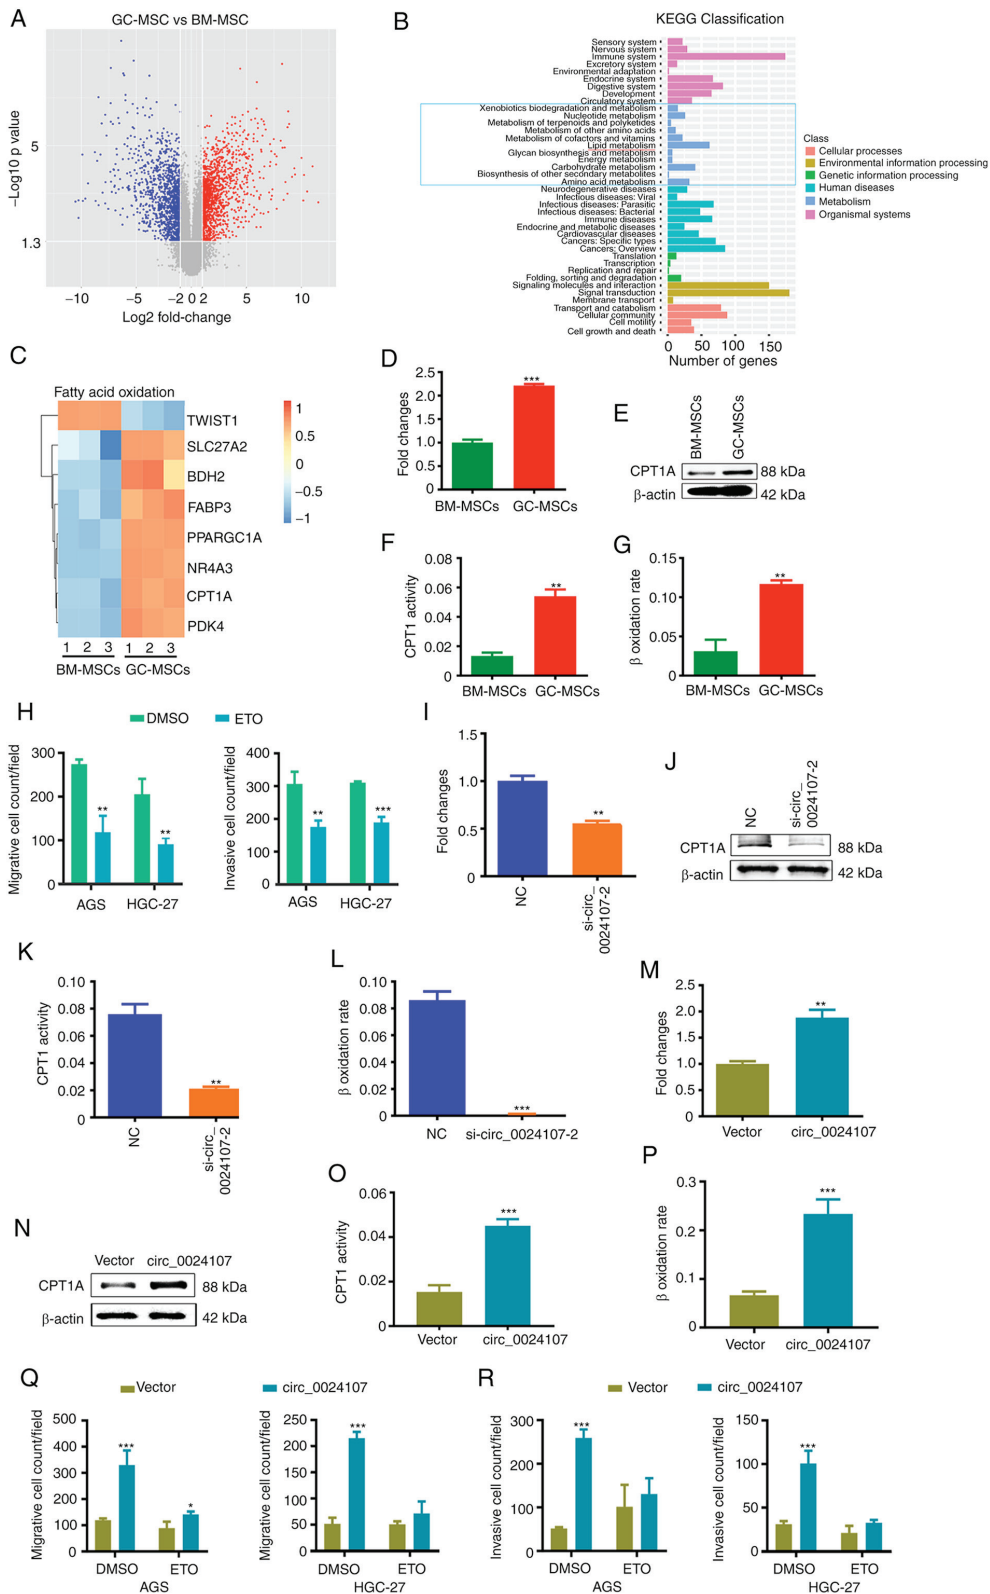 A
GC-MSC vs BM-MSC
−Log10 p value
5
1.3
−10
−5
−2
0
2
5
10
Log2 fold-change
B
KEGG Classification
Sensory system
Nervous system
Immune system
Excretory system
Environmental adaptation
Endocrine system
Digestive system
Development
Circulatory system
Xenobiotics biodegradation and metabolism
Nucleotide metabolism
Metabolism of terpenoids and polyketides
Metabolism of other amino acids
Metabolism of cofactors and vitamins
Lipid metabolism
Glycan biosynthesis and metabolism
Energy metabolism
Carbohydrate metabolism
Biosynthesis of other secondary metabolites
Amino acid metabolism
Neurodegenerative diseases
Infectious diseases: Viral
Infectious diseases: Parasitic
Infectious diseases: Bacterial
Immune diseases
Endocrine and metabolic diseases
Cardiovascular diseases
Cancers: Specific types
Cancers: Overview
Translation
Transcription
Replication and repair
Folding, sorting and degradation
Signaling molecules and interaction
Signal transduction
Membrane transport
Transport and catabolism
Cellular community
Cell motility
Cell growth and death
0 50 100 150
Number of genes
Class
Cellular processes
Environmental information processing
Genetic information processing
Human diseases
Metabolism
Organismal systems
C
Fatty acid oxidation
TWIST1
SLC27A2
BDH2
FABP3
PPARGC1A
NR4A3
CPT1A
PDK4
1 2 3 1 2 3
BM-MSCs GC-MSCs
1
0.5
0
−0.5
−1
D
Fold changes
2.5
2.0
1.5
1.0
0.5
0
***
BM-MSCs GC-MSCs
E
BM-MSCs
GC-MSCs
CPT1A 88 kDa
β-actin 42 kDa
F
CPT1 activity
0.08
0.06
0.04
0.02
0
**
BM-MSCs GC-MSCs
G
β oxidation rate
0.15
0.10
0.05
0
**
BM-MSCs GC-MSCs
H
DMSO ETO
Migrative cell count/field
300
200
100
0
**
**
AGS HGC-27
Invasive cell count/field
400
300
200
100
0
**
***
AGS HGC-27
I
Fold changes
1.5
1.0
0.5
0
**
NC
si-circ_
0024107-2
J
NC
si-circ_
0024107-2
CPT1A 88 kDa
β-actin 42 kDa
K
CPT1 activity
0.10
0.08
0.06
0.04
0.02
0
**
NC
si-circ_
0024107-2
L
β oxidation rate
0.10
0.08
0.06
0.04
0.02
0
***
NC si-circ_0024107-2
M
Fold changes
2.5
2.0
1.5
1.0
0.5
0
**
Vector circ_0024107
N
Vector circ_0024107
CPT1A 88 kDa
β-actin 42 kDa
O
CPT1 activity
0.06
0.04
0.02
0
***
Vector circ_0024107
P
β oxidation rate
0.3
0.2
0.1
0
***
Vector circ_0024107
Q
Vector circ_0024107
Migrative cell count/field
500
400
300
200
100
0
***
*
DMSO ETO
AGS
Migrative cell count/field
250
200
150
100
50
0
***
DMSO ETO
HGC-27
R
Vector circ_0024107
Invasive cell count/field
300
200
100
0
***
DMSO ETO
AGS
Invasive cell count/field
150
100
50
0
***
DMSO ETO
HGC-27